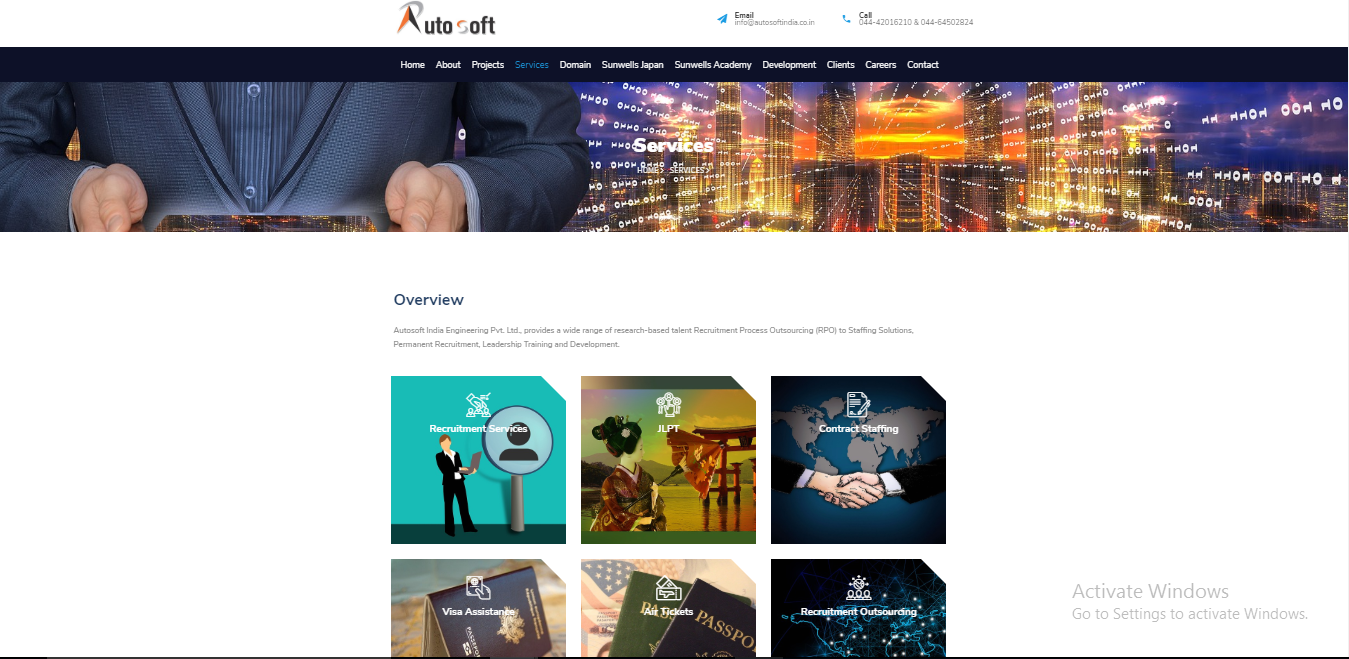 Autosoft
Email
info@autosoftindia.co.in
Call
044-42016210 & 044-64502824
Home About Projects Services Domain Sunwells Japan Sunwells Academy Development Clients Careers Contact
Services
HOME > SERVICES >
Overview
Autosoft India Engineering Pvt. Ltd., provides a wide range of research-based talent Recruitment Process Outsourcing (RPO) to Staffing Solutions,
Permanent Recruitment, Leadership Training and Development.
Recruitment Services
JLPT
Contract Staffing
Visa Assistance
Air Tickets
Recruitment Outsourcing
PASSPORT
PASSPO
Activate Windows
Go to Settings to activate Windows.